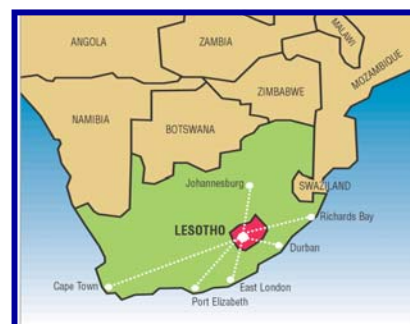 ANGOLA
ZAMBIA
MALAWI
MOZAMBIQUE
ZIMBABWE
NAMIBIA
BOTSWANA
Johannesburg
SWAZILAND
Richards Bay
LESOTHO
Durban
Cape Town
East London
Port Elizabeth